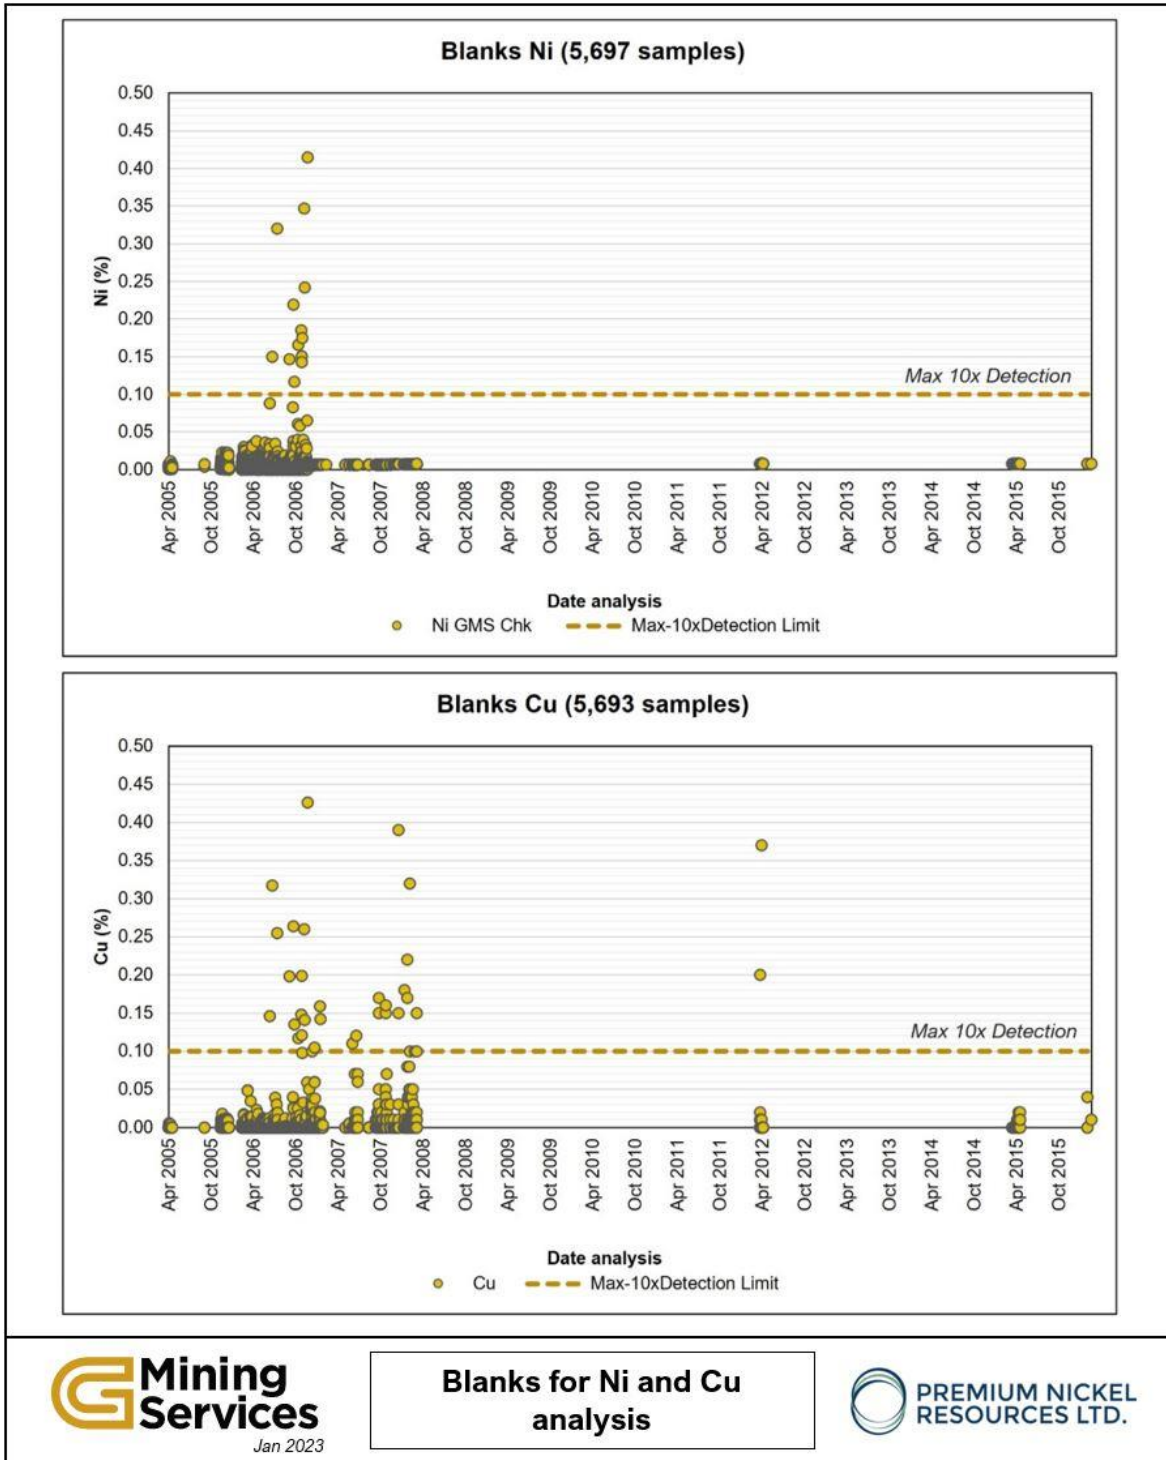 Blanks Ni (5,697 samples)
0.50
0.45
0.40
0.35
0.30
0.25
0.20
0.15
0.10
0.05
0.00
Ni (%)
Max 10x Detection
Apr 2005
Oct 2005
Apr 2006
Oct 2006
Apr 2007
Oct 2007
Apr 2008
Oct 2008
Apr 2009
Oct 2009
Apr 2010
Oct 2010
Apr 2011
Oct 2011
Apr 2012
Oct 2012
Apr 2013
Oct 2013
Apr 2014
Oct 2014
Apr 2015
Oct 2015
Date analysis
Ni GMS Chk Max-10xDetection Limit
Blanks Cu (5,693 samples)
0.50
0.45
0.40
0.35
0.30
0.25
0.20
0.15
0.10
0.05
0.00
Cu (%)
Max 10x Detection
Apr 2005
Oct 2005
Apr 2006
Oct 2006
Apr 2007
Oct 2007
Apr 2008
Oct 2008
Apr 2009
Oct 2009
Apr 2010
Oct 2010
Apr 2011
Oct 2011
Apr 2012
Oct 2012
Apr 2013
Oct 2013
Apr 2014
Oct 2014
Apr 2015
Oct 2015
Date analysis
Cu Max-10xDetection Limit
G Mining
Services
Jan 2023
Blanks for Ni and Cu
analysis
PREMIUM NICKEL
RESOURCES LTD.